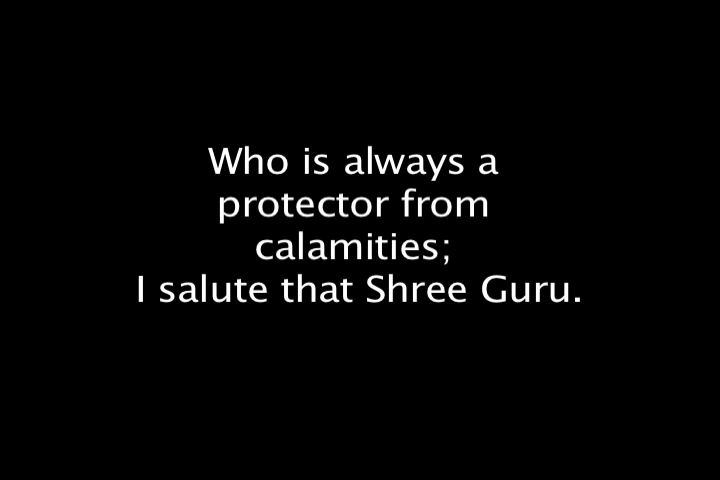 Who is always a
protector from
calamities;
I salute that Shree Guru.